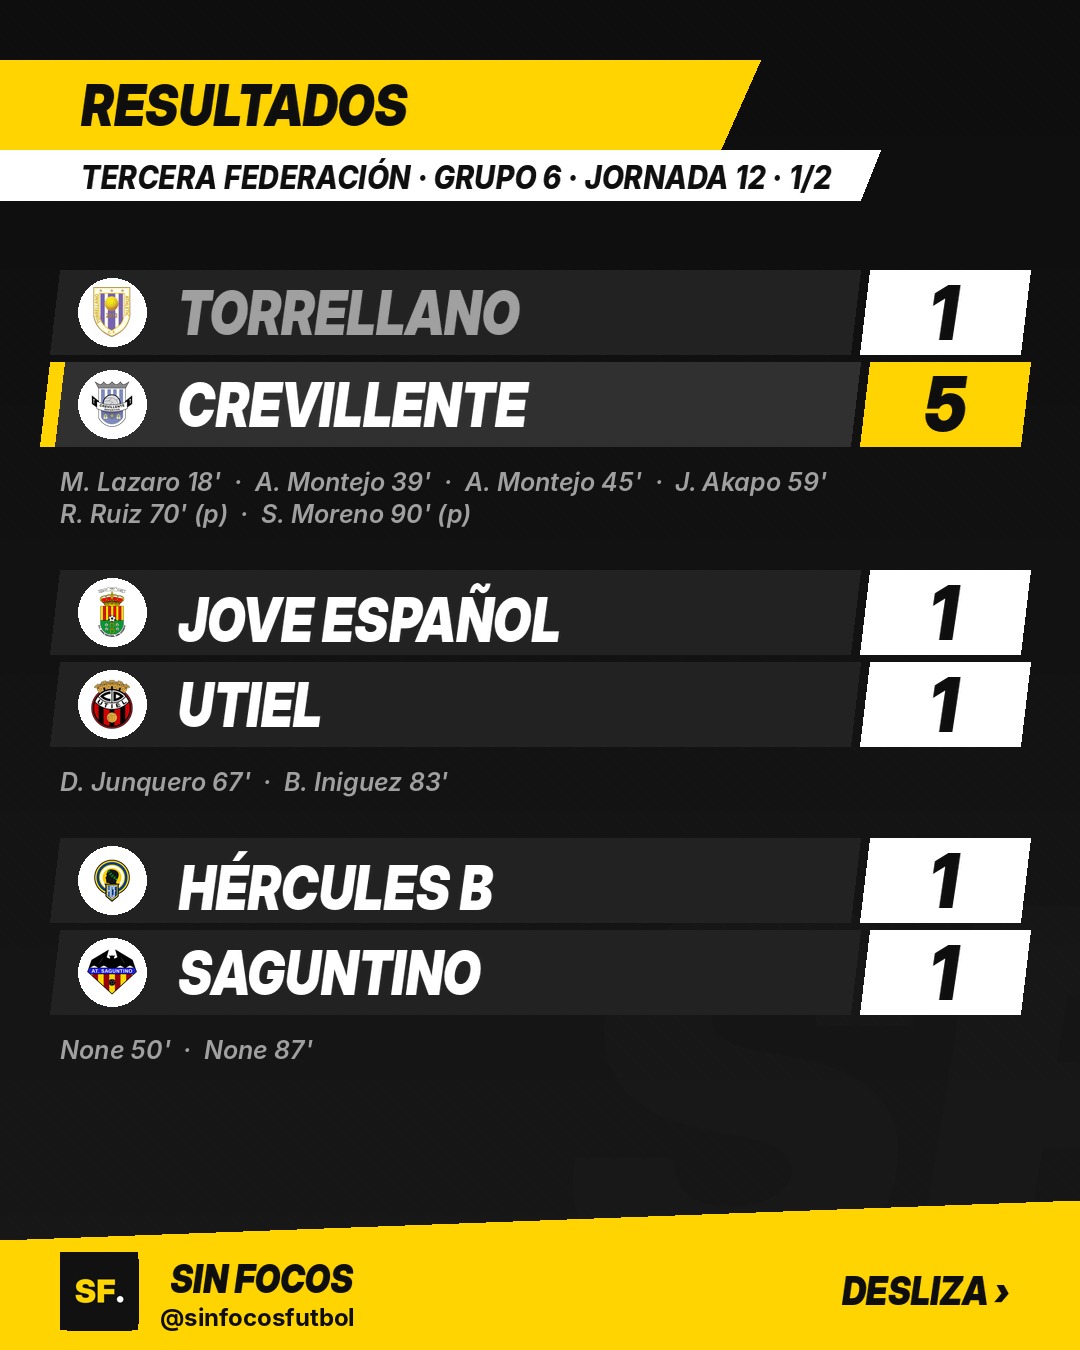 RESULTADOS
TERCERA FEDERACIÓN · GRUPO 6 · JORNADA 12 · 1/2
TORRELLANO 1
CREVILLENTE 5
M. Lazaro 18' · A. Montejo 39' · A. Montejo 45' · J. Akapo 59'
R. Ruiz 70' (p) · S. Moreno 90' (p)
JOVE ESPAÑOL 1
UTIEL 1
D. Junquero 67' · B. Iniguez 83'
HÉRCULES B 1
AT. SAGUNTINO
SAGUNTINO 1
None 50' · None 87'
SF.
SIN FOCOS
@sinfocosfutbol
DESLIZA ›